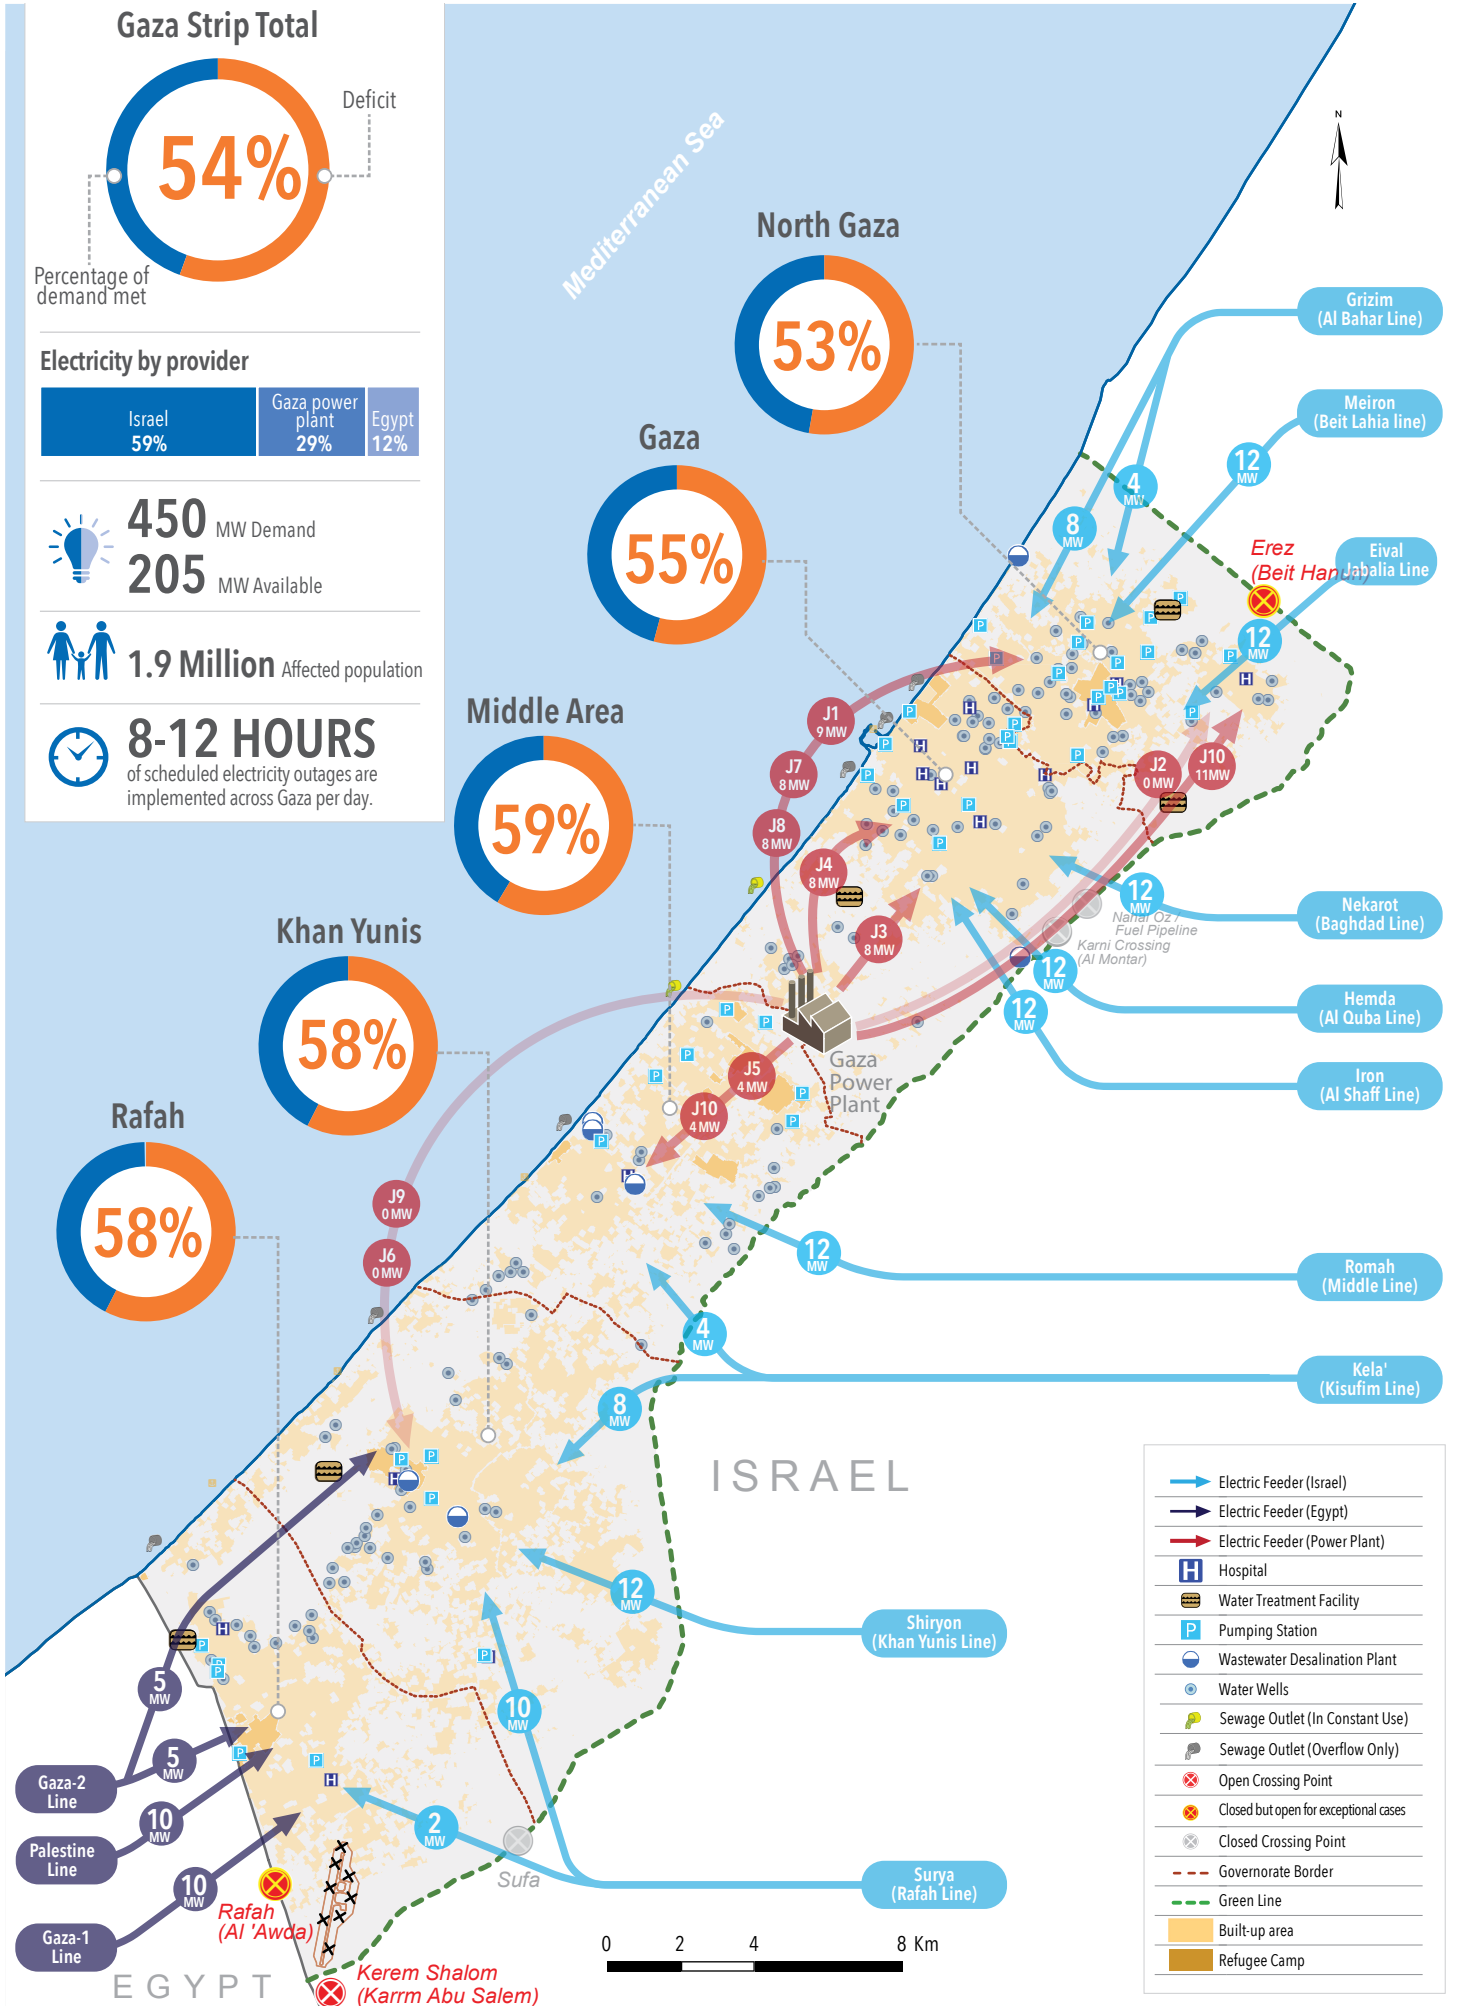 Gaza Strip Total
54%
Deficit
Percentage of
demand met
Electricity by provider
Israel
59%
Gaza power
plant
29%
Egypt
12%
450 MW Demand
205 MW Available
1.9 Million Affected population
8-12 HOURS
of scheduled electricity outages are
implemented across Gaza per day.
Mediterranean Sea
N
North Gaza
53%
Gaza
55%
Middle Area
59%
Khan Yunis
58%
Rafah
58%
Grizim
(Al Bahar Line)
Meiron
(Beit Lahia line)
Eival
Jabalia Line
Erez
(Beit Hanun)
12
MW
4
MW
8
MW
12
MW
J1
9 MW
J7
8 MW
J8
8 MW
J4
8 MW
J3
8 MW
J2
0 MW
J10
11MW
12
MW
Nekarot
(Baghdad Line)
Nahal Oz /
Fuel Pipeline
Karni Crossing
(Al Montar)
12
MW
Hemda
(Al Quba Line)
12
MW
Iron
(Al Shaff Line)
Gaza
Power
Plant
J5
4 MW
J10
4 MW
J9
0 MW
J6
0 MW
12
MW
Romah
(Middle Line)
4
MW
Kela'
(Kisufim Line)
8
MW
ISRAEL
12
MW
Shiryon
(Khan Yunis Line)
10
MW
2
MW
Surya
(Rafah Line)
Sufa
5
MW
5
MW
Gaza-2
Line
10
MW
Palestine
Line
10
MW
Gaza-1
Line
Rafah
(Al 'Awda)
Kerem Shalom
(Karrm Abu Salem)
EGYPT
0 2 4 8 Km
Electric Feeder (Israel)
Electric Feeder (Egypt)
Electric Feeder (Power Plant)
H Hospital
Water Treatment Facility
P Pumping Station
Wastewater Desalination Plant
Water Wells
Sewage Outlet (In Constant Use)
Sewage Outlet (Overflow Only)
Open Crossing Point
Closed but open for exceptional cases
Closed Crossing Point
Governorate Border
Green Line
Built-up area
Refugee Camp